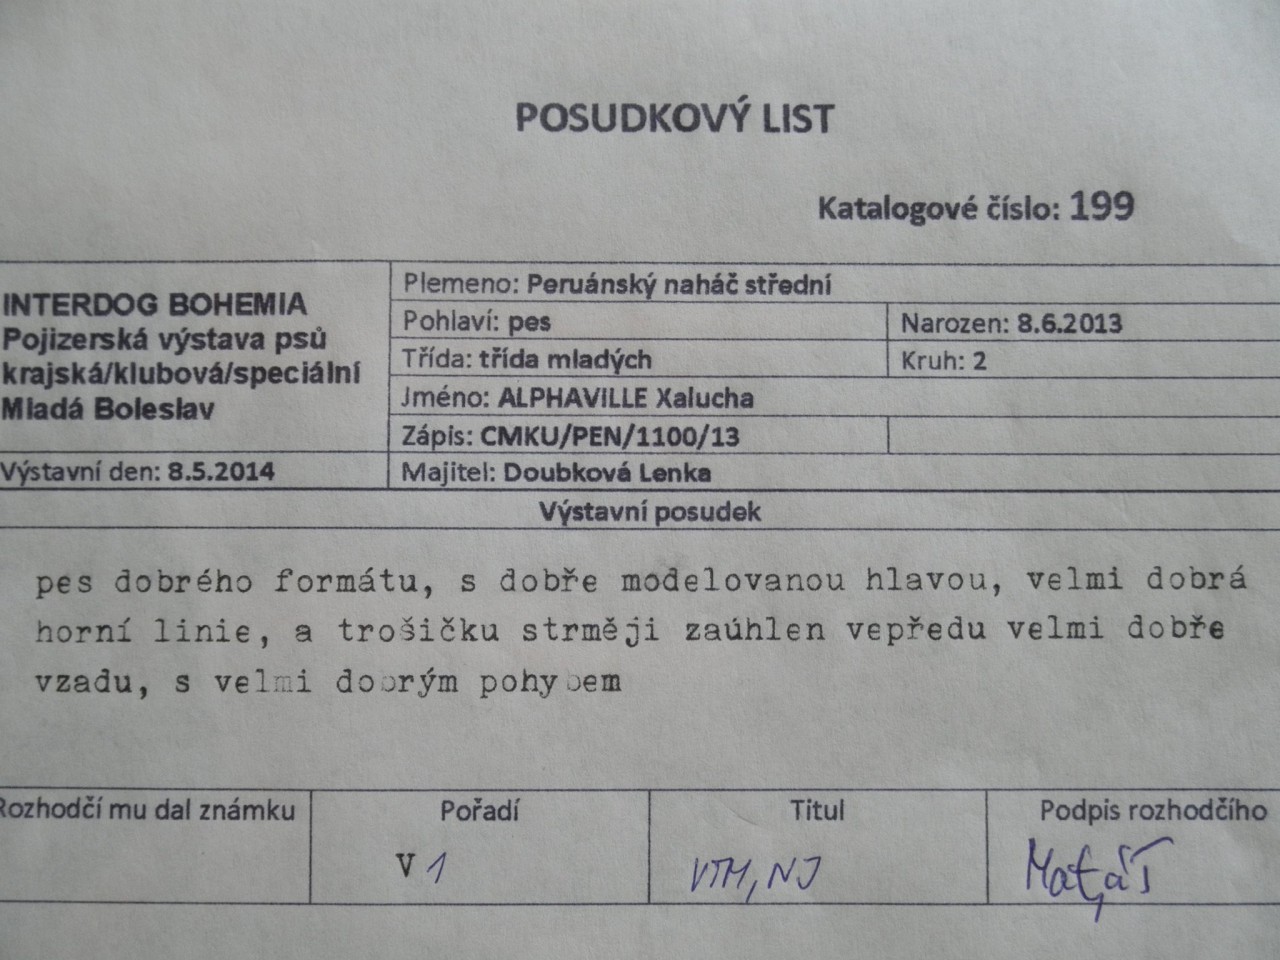 POSUDKOVÝ LIST
Katalogové číslo: 199
INTERDOG BOHEMIA
Pojizerská výstava psů
krajská/klubová/speciální
Mladá Boleslav
Výstavní den: 8.5.2014
Plemeno: Peruánský naháč střední
Pohlaví: pes
Narozen: 8.6.2013
Třída: třída mladých
Kruh: 2
Jméno: ALPHAVILLE Xalucha
Zápis: CMKU/PEN/1100/13
Majitel: Doubková Lenka
Výstavní posudek
pes dobrého formátu, s dobře modelovanou hlavou, velmi dobrá
horní linie, a trošičku strměji zaúhlen vepředu velmi dobře
vzadu, s velmi dobrým pohybem
Rozhodčí mu dal známku
Pořadí
V 1
Titul
VTM, NJ
Podpis rozhodčího